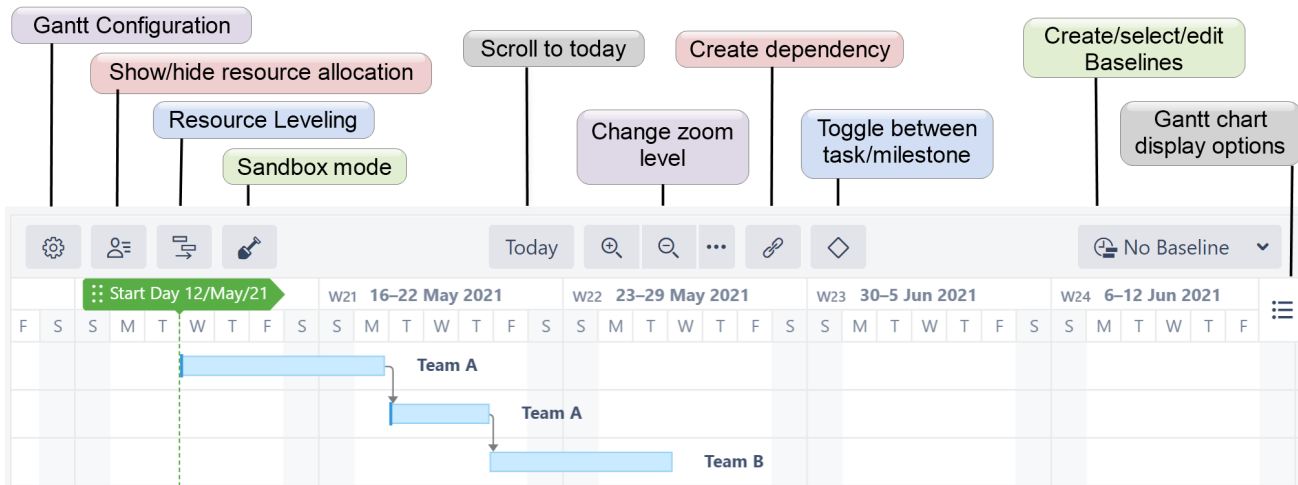 Gantt Configuration
Show/hide resource allocation
Resource Leveling
Sandbox mode
Scroll to today
Change zoom
level
Create dependency
Toggle between
task/milestone
Create/select/edit
Baselines
Gantt chart
display options
Today
No Baseline
Start Day 12/May/21
W21 16–22 May 2021
W22 23–29 May 2021
W23 30–5 Jun 2021
W24 6–12 Jun 2021
F S S M T W T F S S M T W T F S S M T W T F S S M T W T F S S M T W T F
Team A
Team A
Team B